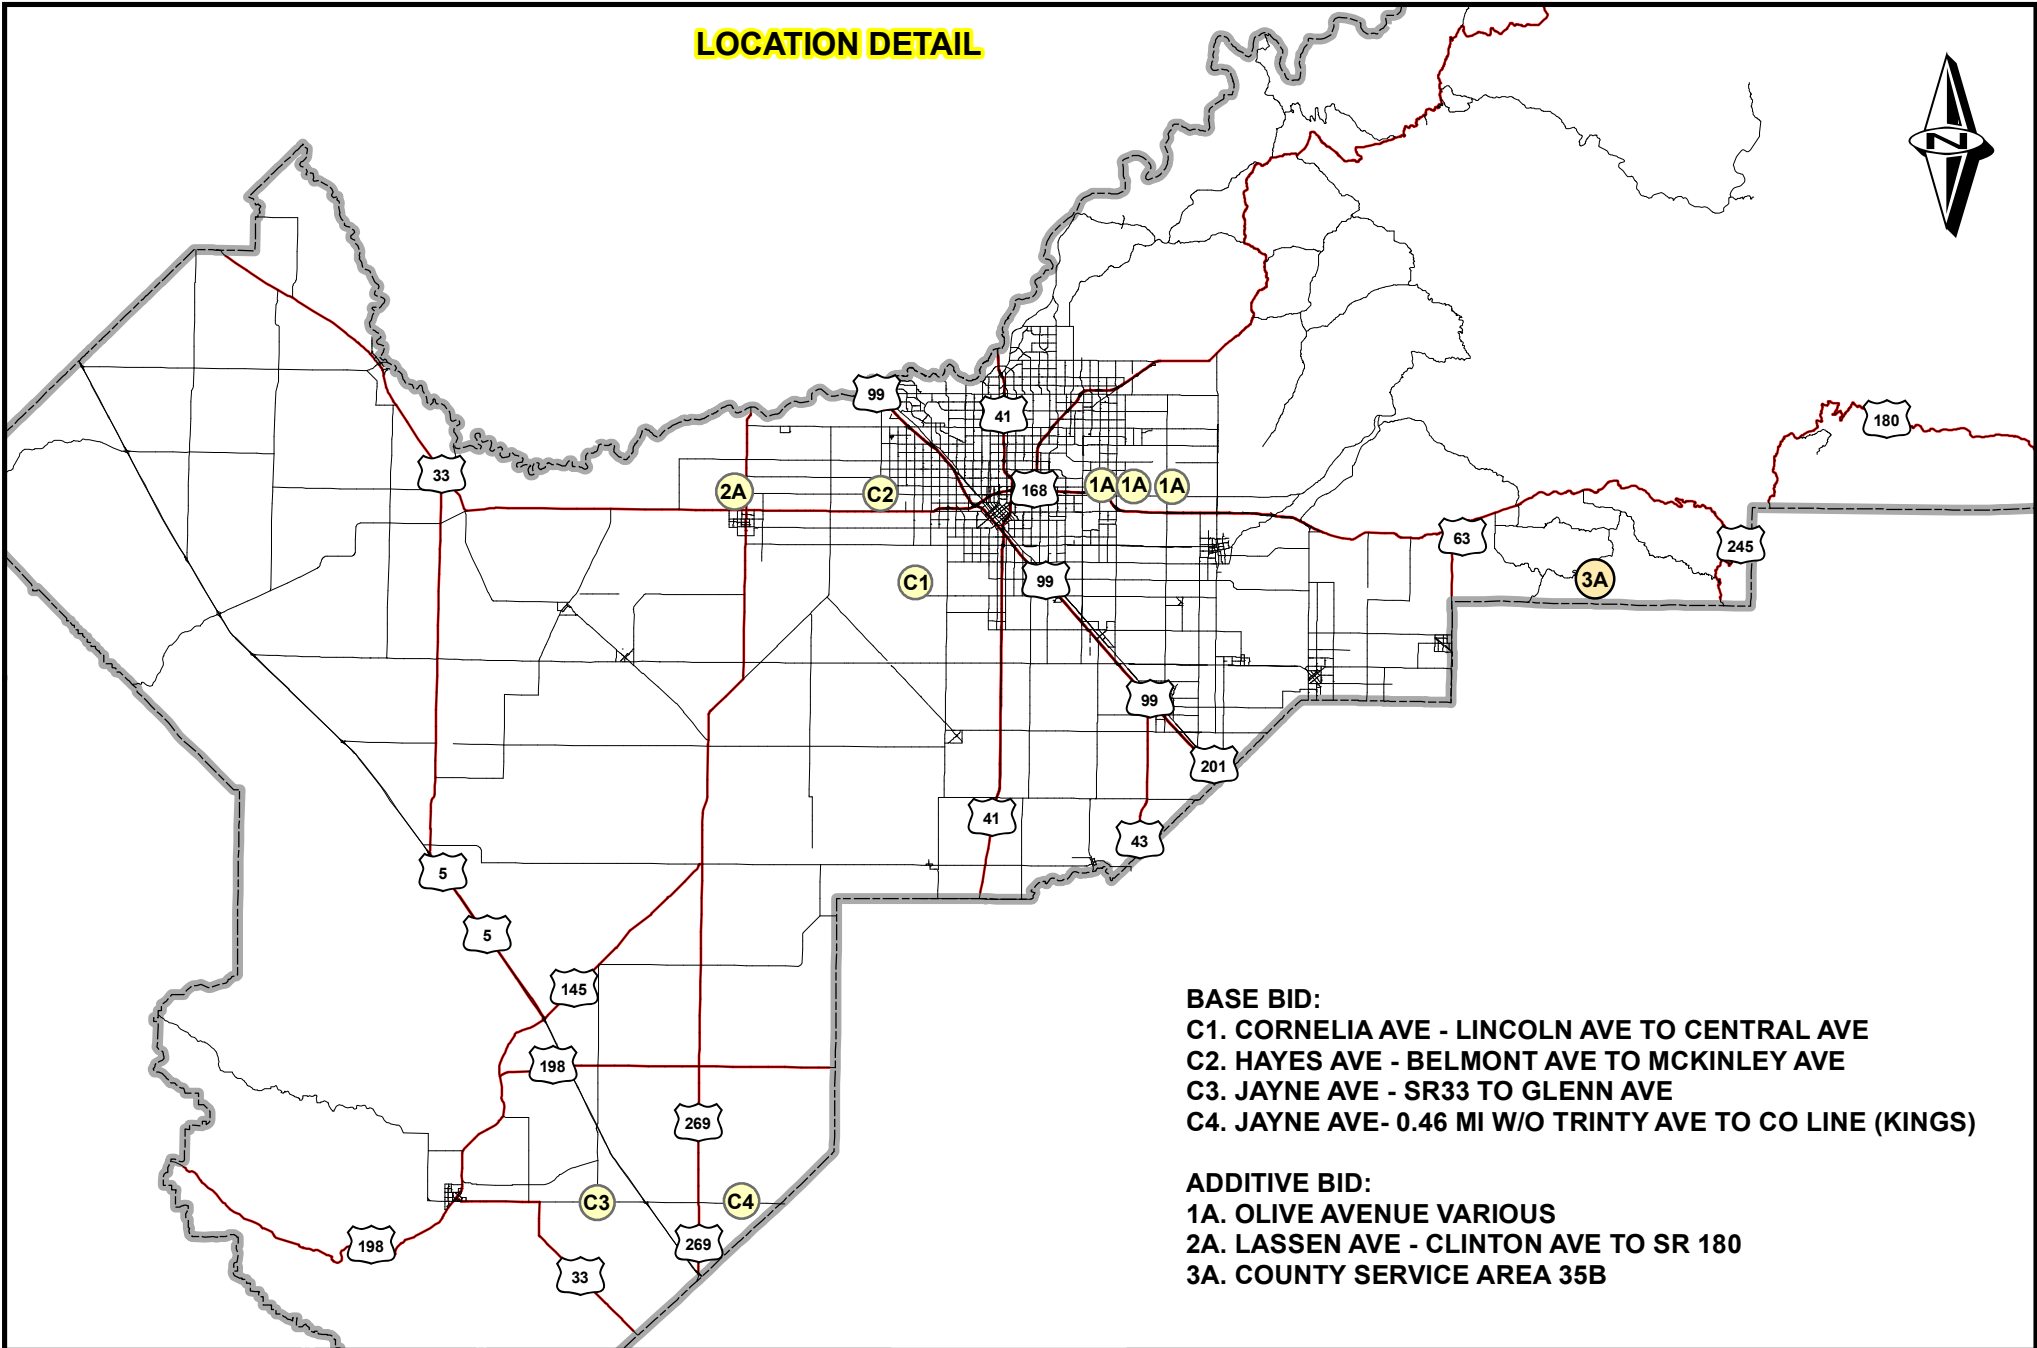 LOCATION DETAIL
N
180
99
41
33
168
1A
1A
1A
2A
C2
63
245
3A
C1
99
99
201
41
43
5
5
145
198
269
C3
C4
198
269
33
BASE BID:
C1. CORNELIA AVE - LINCOLN AVE TO CENTRAL AVE
C2. HAYES AVE - BELMONT AVE TO MCKINLEY AVE
C3. JAYNE AVE - SR33 TO GLENN AVE
C4. JAYNE AVE- 0.46 MI W/O TRINTY AVE TO CO LINE (KINGS)
ADDITIVE BID:
1A. OLIVE AVENUE VARIOUS
2A. LASSEN AVE - CLINTON AVE TO SR 180
3A. COUNTY SERVICE AREA 35B